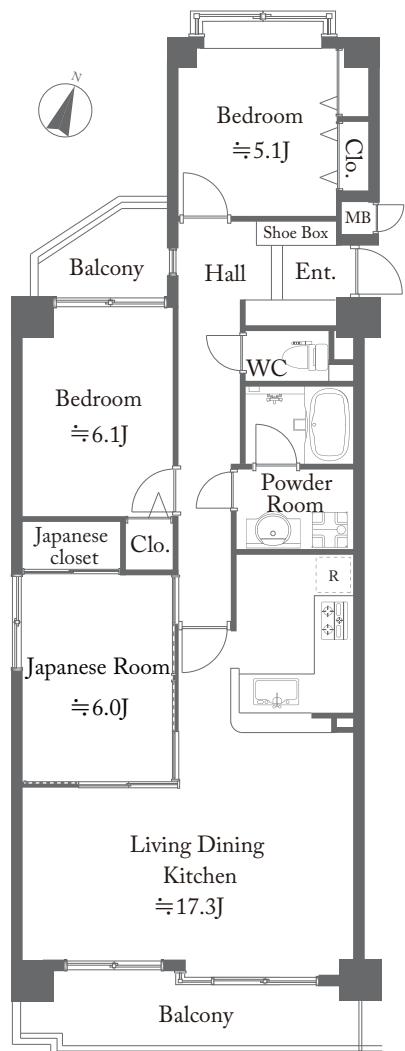 N
Bedroom
≒5.1J
Clo.
MB
Shoe Box
Balcony
Hall
Ent.
WC
Bedroom
≒6.1J
Powder
Room
Japanese
closet
Clo.
R
Japanese Room
≒6.0J
Living Dining
Kitchen
≒17.3J
Balcony